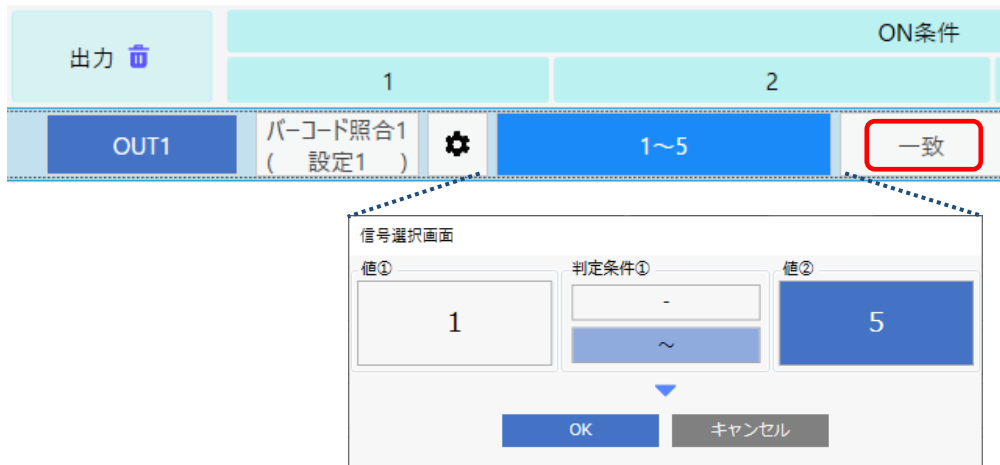 出力
ON条件
1
2
OUT1
バーコード照合1
( 設定1 )
1～5
一致
信号選択画面
値①
判定条件①
値②
1
-
～
5
OK
キャンセル